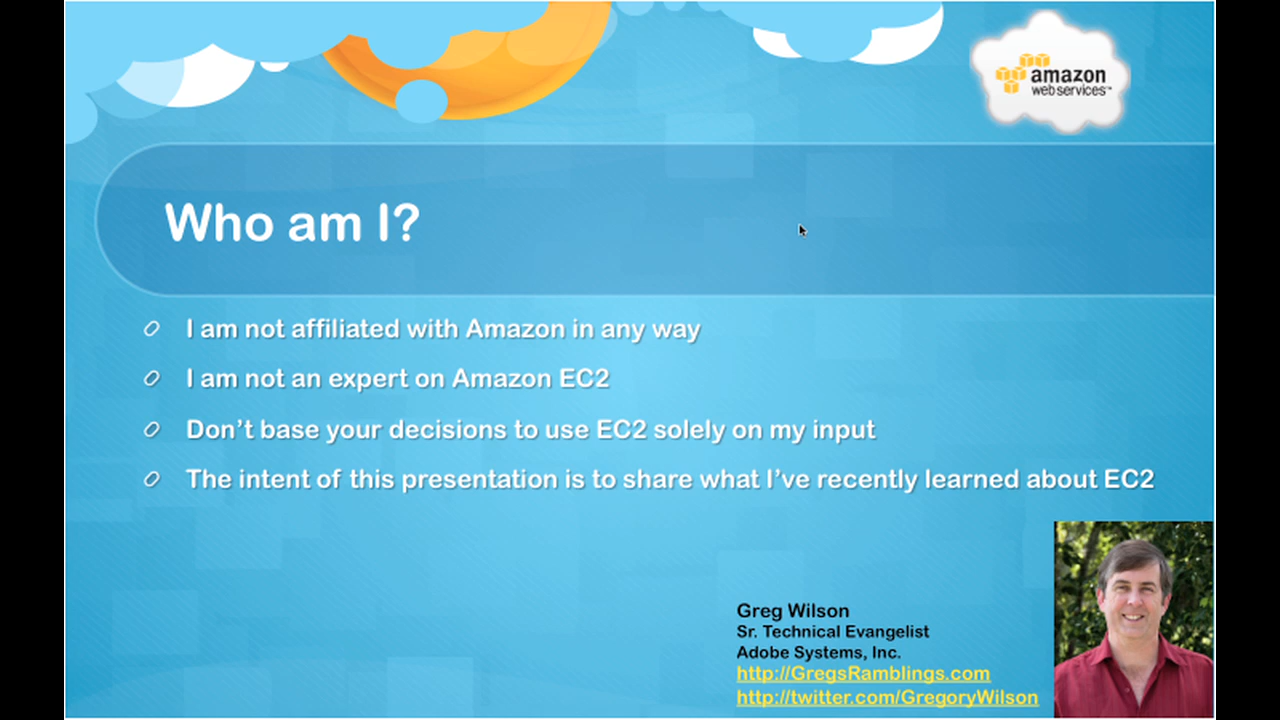 amazon
webservices™
Who am I?
I am not affiliated with Amazon in any way
I am not an expert on Amazon EC2
Don’t base your decisions to use EC2 solely on my input
The intent of this presentation is to share what I’ve recently learned about EC2
Greg Wilson
Sr. Technical Evangelist
Adobe Systems, Inc.
http://GregsRamblings.com
http://twitter.com/GregoryWilson